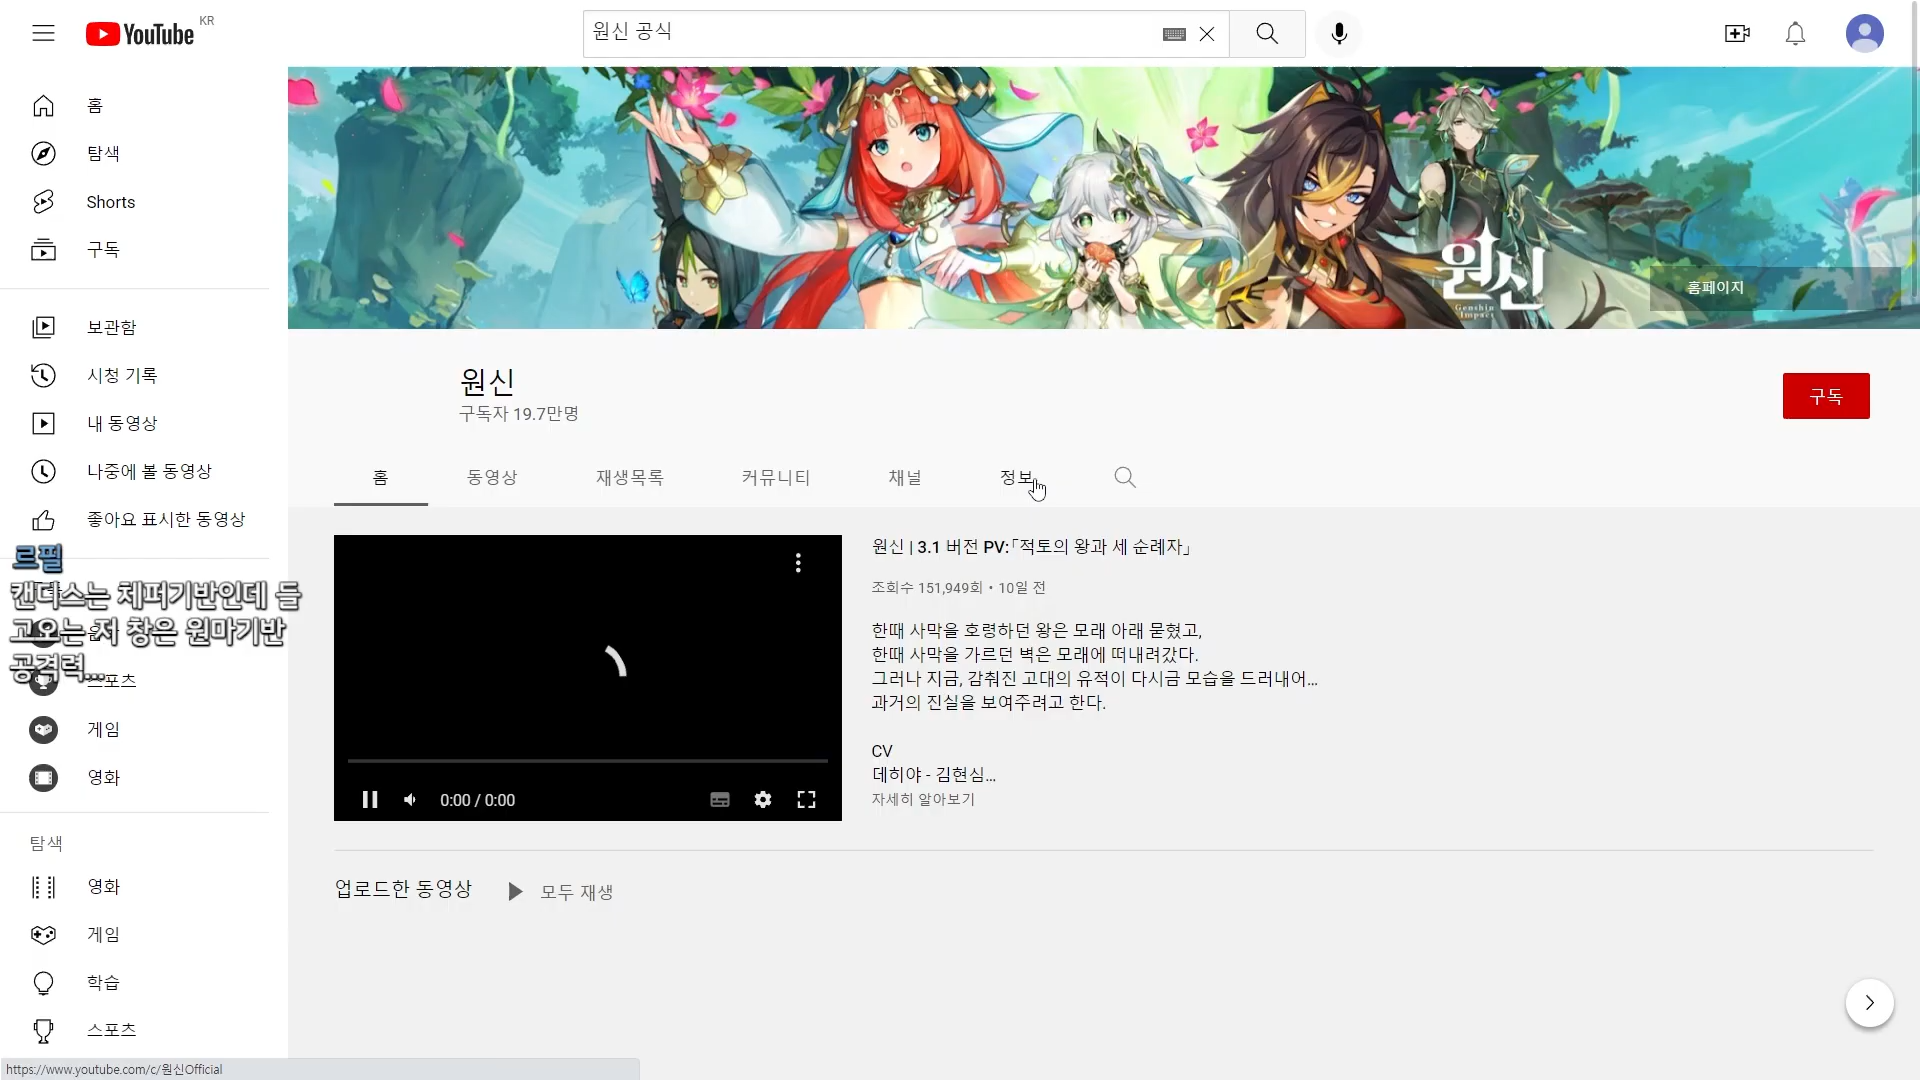 YouTube KR
원신 공식
홈
탐색
Shorts
구독
보관함
시청 기록
내 동영상
나중에 볼 동영상
좋아요 표시한 동영상
르필
캔디스는 체퍼기반인데 들
고오는 저 창은 원마기반
공격력...
스포츠
게임
영화
탐색
영화
게임
학습
스포츠
원신
Genshin
Impact
홈페이지
원신
구독자 19.7만명
구독
홈
동영상
재생목록
커뮤니티
채널
정보
0:00 / 0:00
원신 | 3.1 버전 PV:「적토의 왕과 세 순례자」
조회수 151,949회 • 10일 전
한때 사막을 호령하던 왕은 모래 아래 묻혔고,
한때 사막을 가르던 벽은 모래에 떠내려갔다.
그러나 지금, 감춰진 고대의 유적이 다시금 모습을 드러내어...
과거의 진실을 보여주려고 한다.
CV
데히야 - 김현심...
자세히 알아보기
업로드한 동영상
모두 재생
https://www.youtube.com/c/원신Official